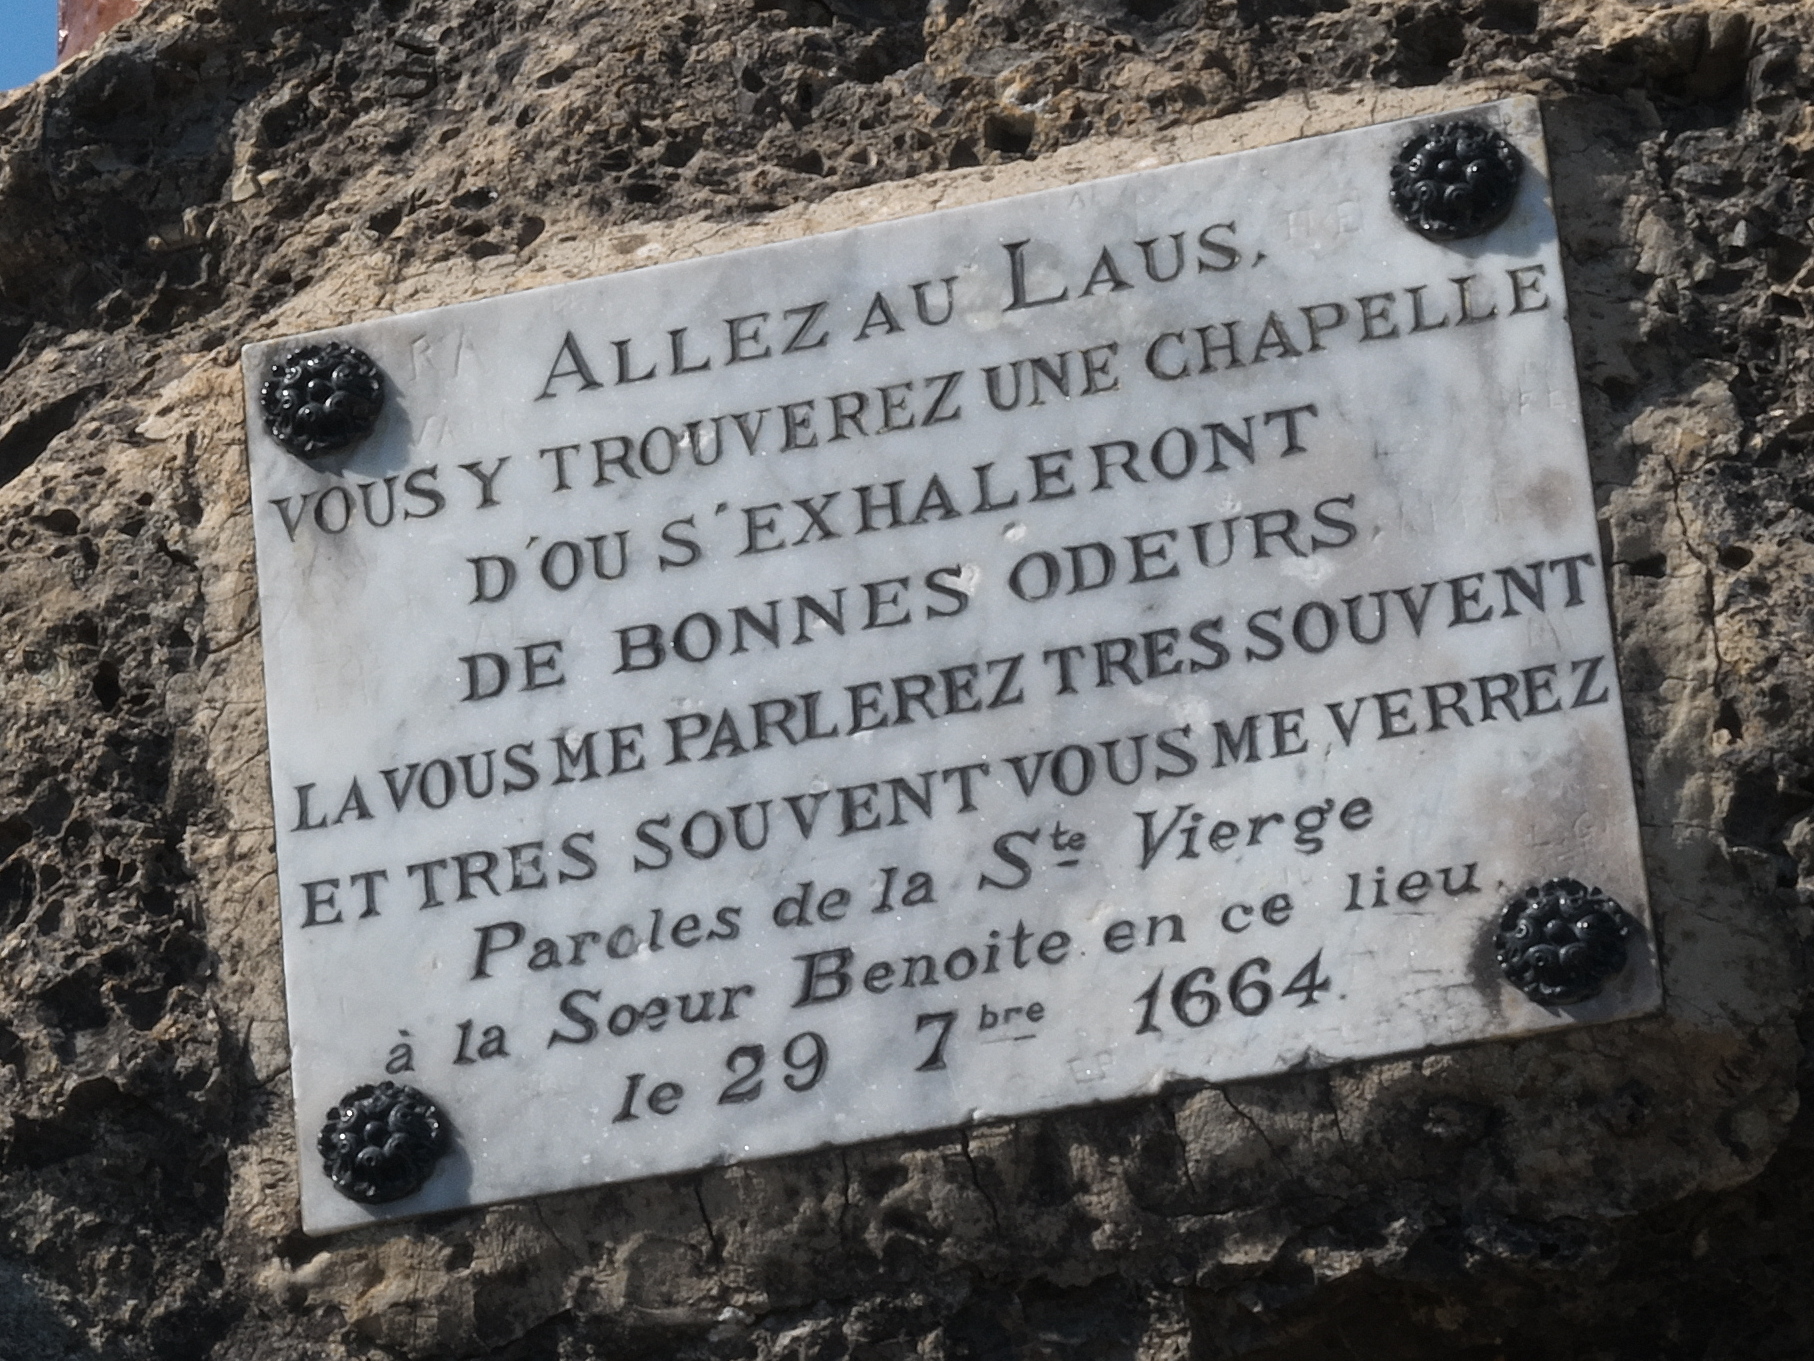 ALLEZ AU LAUS.
VOUS Y TROUVEREZ UNE CHAPELLE
D'OU S'EXHALERONT
DE BONNES ODEURS.
LA VOUS ME PARLEREZ TRES SOUVENT
ET TRES SOUVENT VOUS ME VERREZ
Paroles de la Ste Vierge
à la Sœur Benoite en ce lieu.
le 29 7bre 1664.